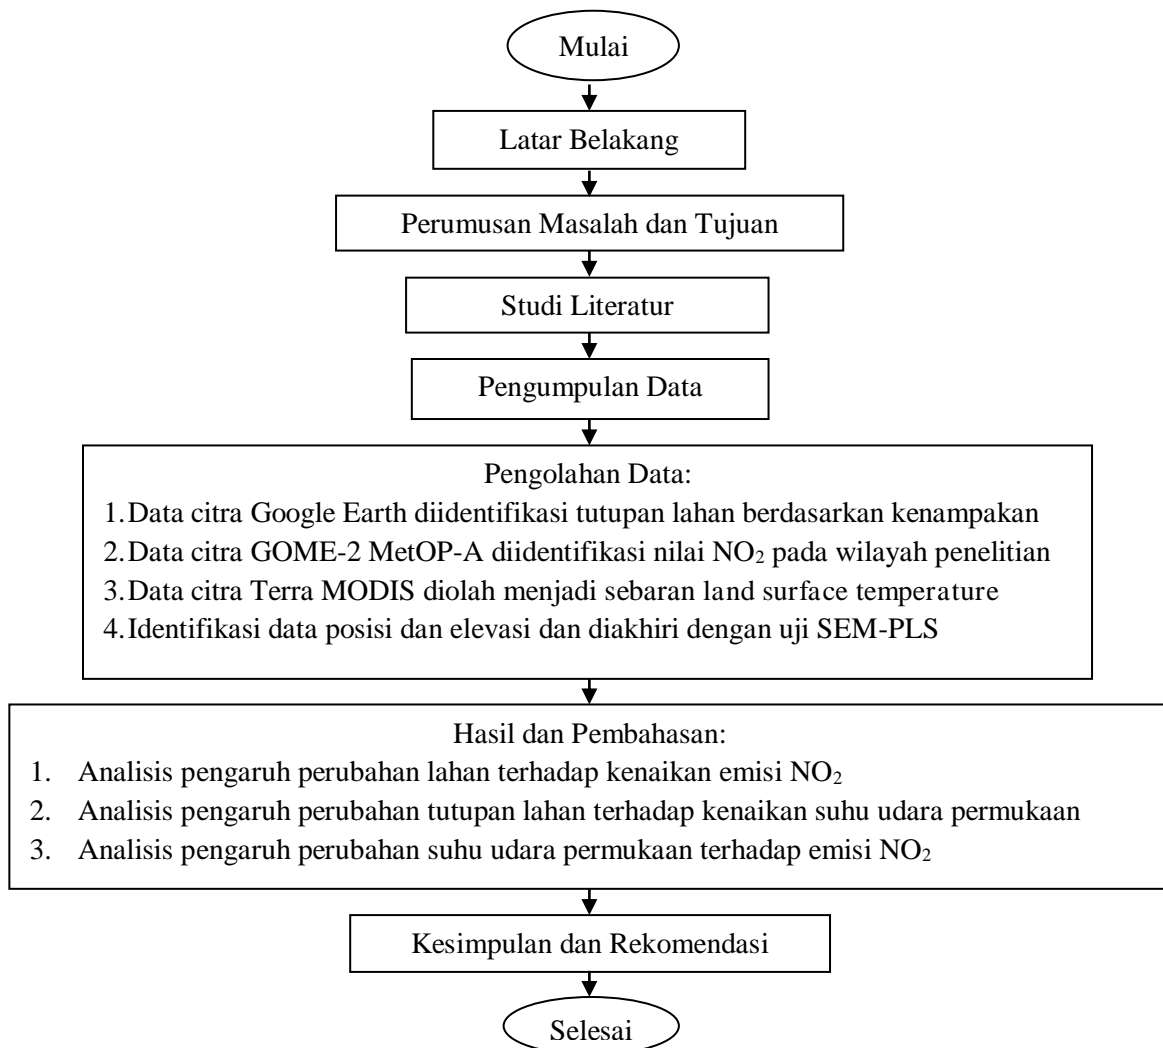 Mulai
Latar Belakang
Perumusan Masalah dan Tujuan
Studi Literatur
Pengumpulan Data
Pengolahan Data:
1. Data citra Google Earth diidentifikasi tutupan lahan berdasarkan kenampakan
2. Data citra GOME-2 MetOP-A diidentifikasi nilai NO₂ pada wilayah penelitian
3. Data citra Terra MODIS diolah menjadi sebaran land surface temperature
4. Identifikasi data posisi dan elevasi dan diakhiri dengan uji SEM-PLS
Hasil dan Pembahasan:
1. Analisis pengaruh perubahan lahan terhadap kenaikan emisi NO₂
2. Analisis pengaruh perubahan tutupan lahan terhadap kenaikan suhu udara permukaan
3. Analisis pengaruh perubahan suhu udara permukaan terhadap emisi NO₂
Kesimpulan dan Rekomendasi
Selesai